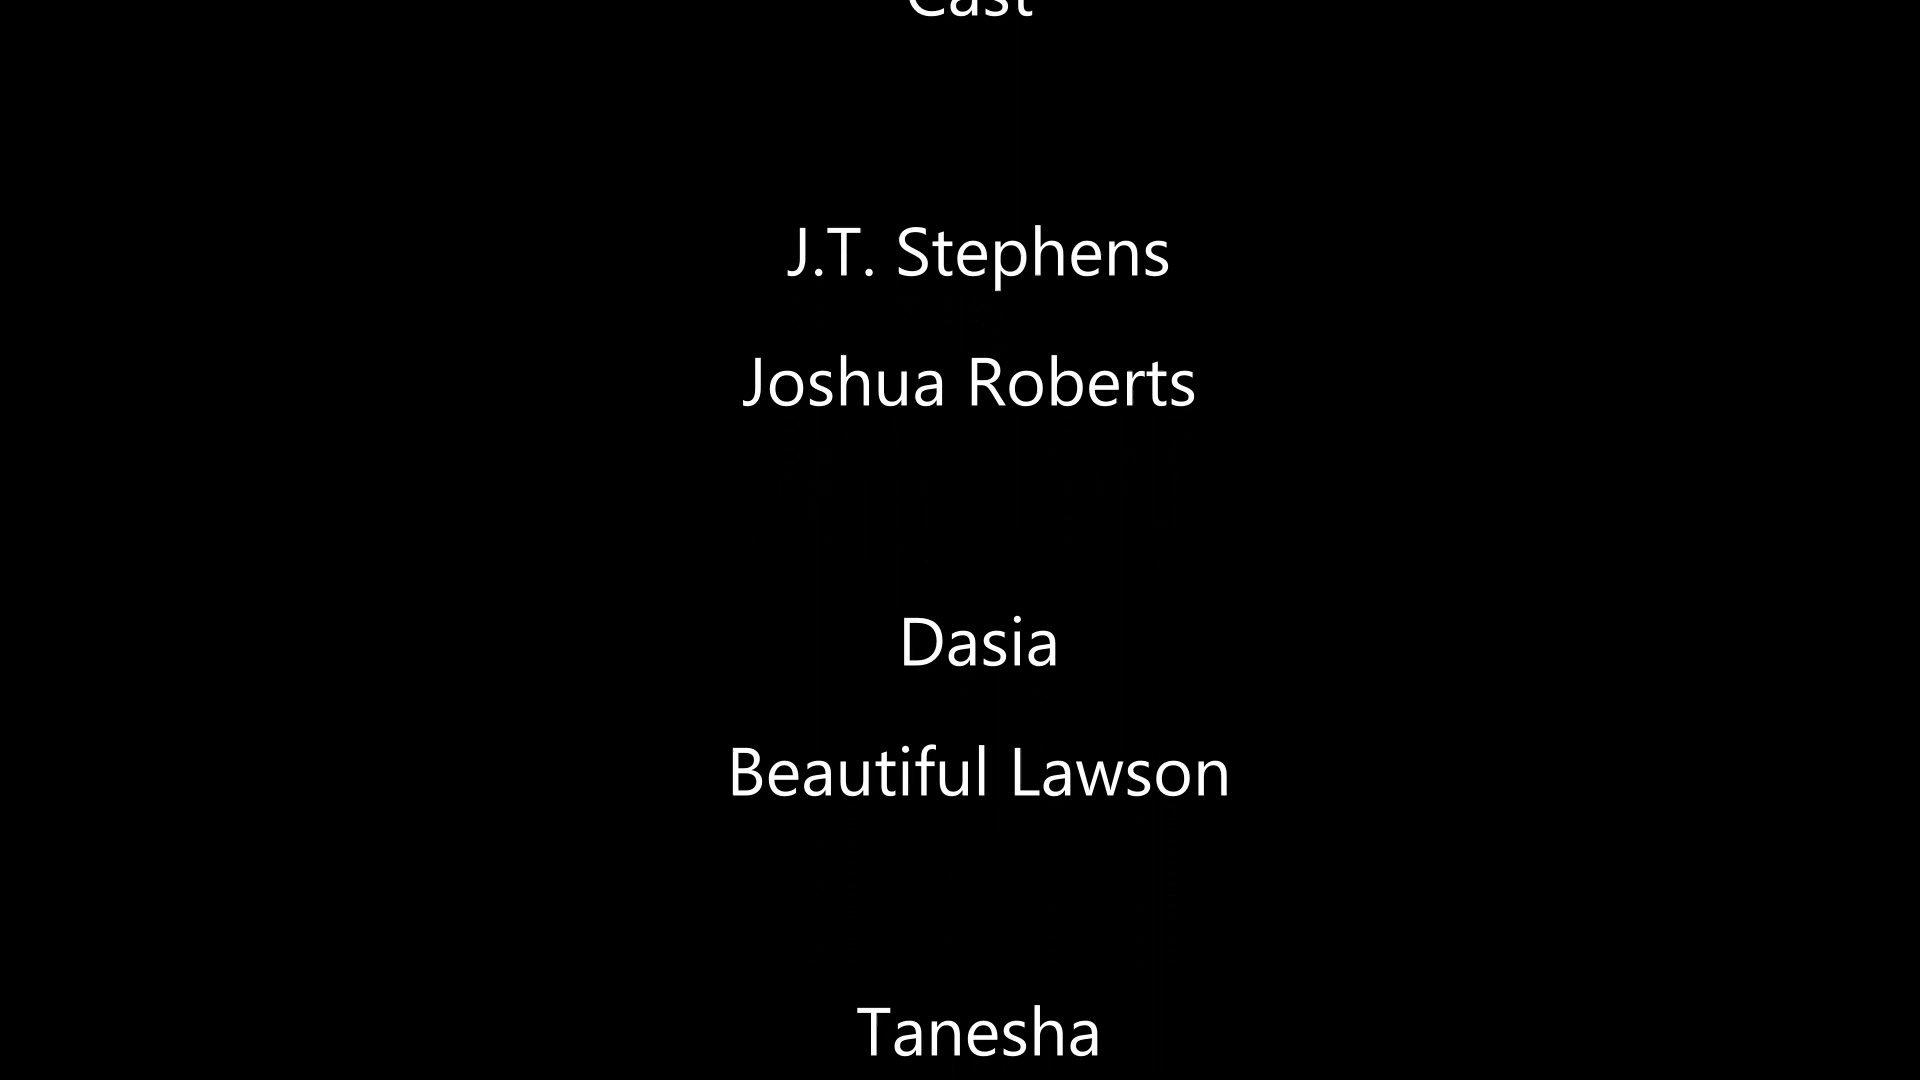 Cast
J.T. Stephens
Joshua Roberts
Dasia
Beautiful Lawson
Tanesha